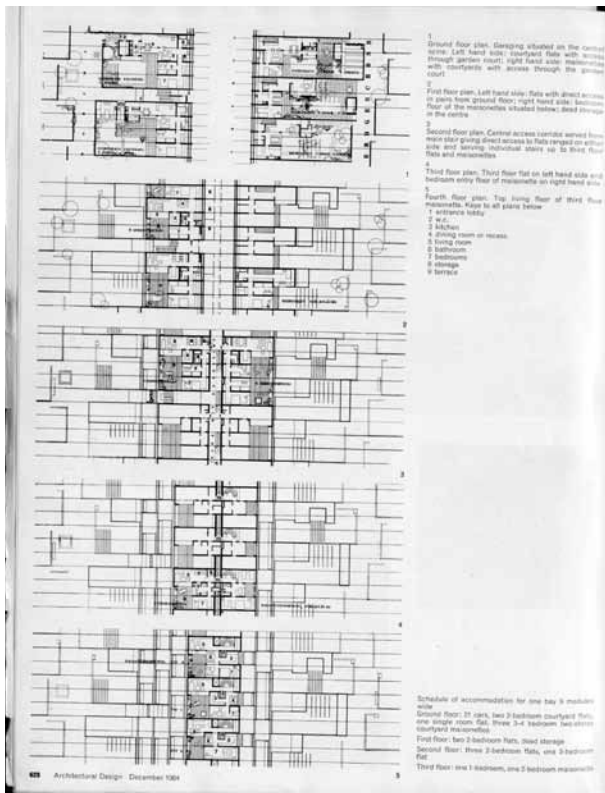 1
Ground floor plan. Garaging situated on the central
spine. Left hand side: courtyard flats with access
through garden court; right hand side: maisonettes
with courtyards with access through the garden
court
2
First floor plan. Left hand side: flats with direct access
in pairs from ground floor; right hand side: bedroom
floor of the maisonettes situated below; dead storage
in the centre
3
Second floor plan. Central access corridor served from
main stair giving direct access to flats ranged on either
side and serving individual stairs up to third floor
flats and maisonettes
4
Third floor plan. Third floor flat on left hand side and
bedroom entry floor of maisonette on right hand side
5
Fourth floor plan. Top living floor of third floor
maisonette. Keys to all plans below
1 entrance lobby
2 w.c.
3 kitchen
4 dining room or recess
5 living room
6 bathroom
7 bedrooms
8 storage
9 terrace
1
2
3
4
5
Schedule of accommodation for one bay 9 modules
wide
Ground floor: 21 cars, two 3-bedroom courtyard flats,
one single room flat, three 3-4 bedroom two-storey
courtyard maisonettes
First floor: two 2-bedroom flats, dead storage
Second floor: three 2-bedroom flats, one 3-bedroom
flat
Third floor: one 1-bedroom, one 2 bedroom maisonette
625 Architectural Design December 1964